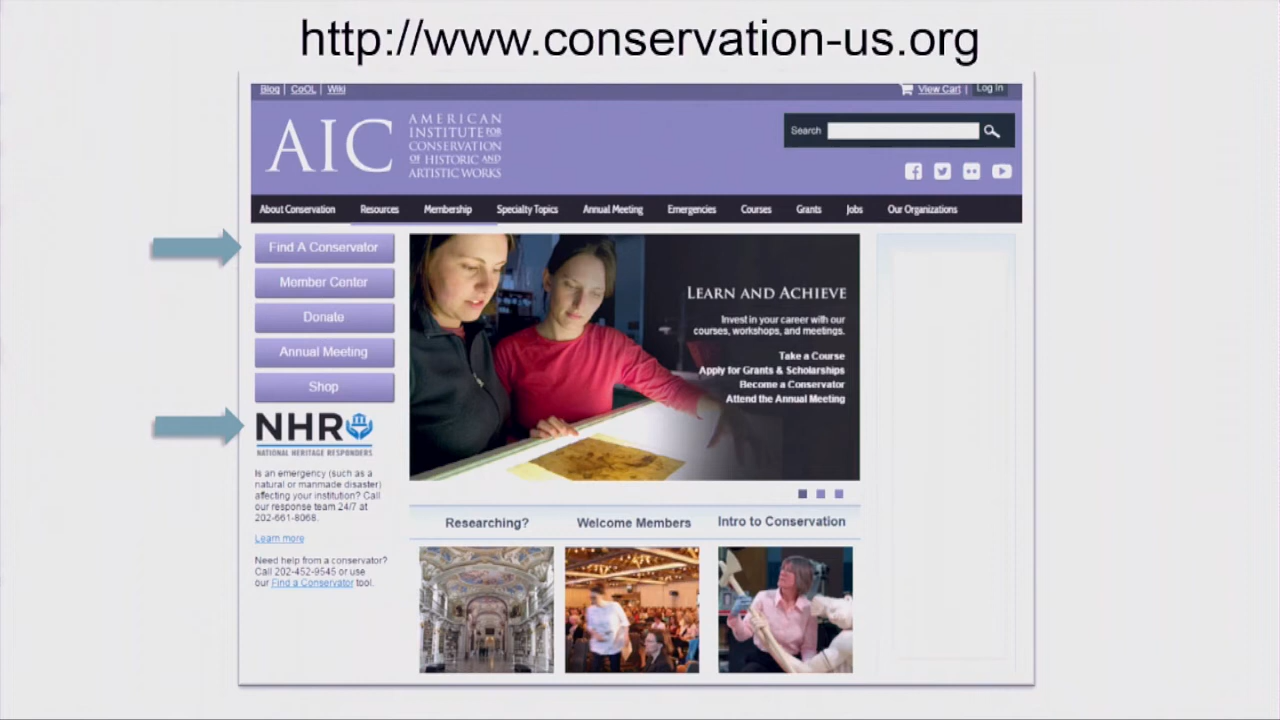 http://www.conservation-us.org
Blog | CoOL | Wiki
View Cart | Log In
AIC
AMERICAN
INSTITUTE FOR
CONSERVATION
OF HISTORIC AND
ARTISTIC WORKS
Search
About Conservation Resources Membership Specialty Topics Annual Meeting Emergencies Courses Grants Jobs Our Organizations
Find A Conservator
Member Center
Donate
Annual Meeting
Shop
NHR
NATIONAL HERITAGE RESPONDERS
Is an emergency (such as a
natural or manmade disaster)
affecting your institution? Call
our response team 24/7 at
202-661-8068.
Learn more
Need help from a conservator?
Call 202-452-9545 or use
our Find a Conservator tool.
LEARN AND ACHIEVE
Invest in your career with our
courses, workshops, and meetings.
Take a Course
Apply for Grants & Scholarships
Become a Conservator
Attend the Annual Meeting
Researching?
Welcome Members
Intro to Conservation